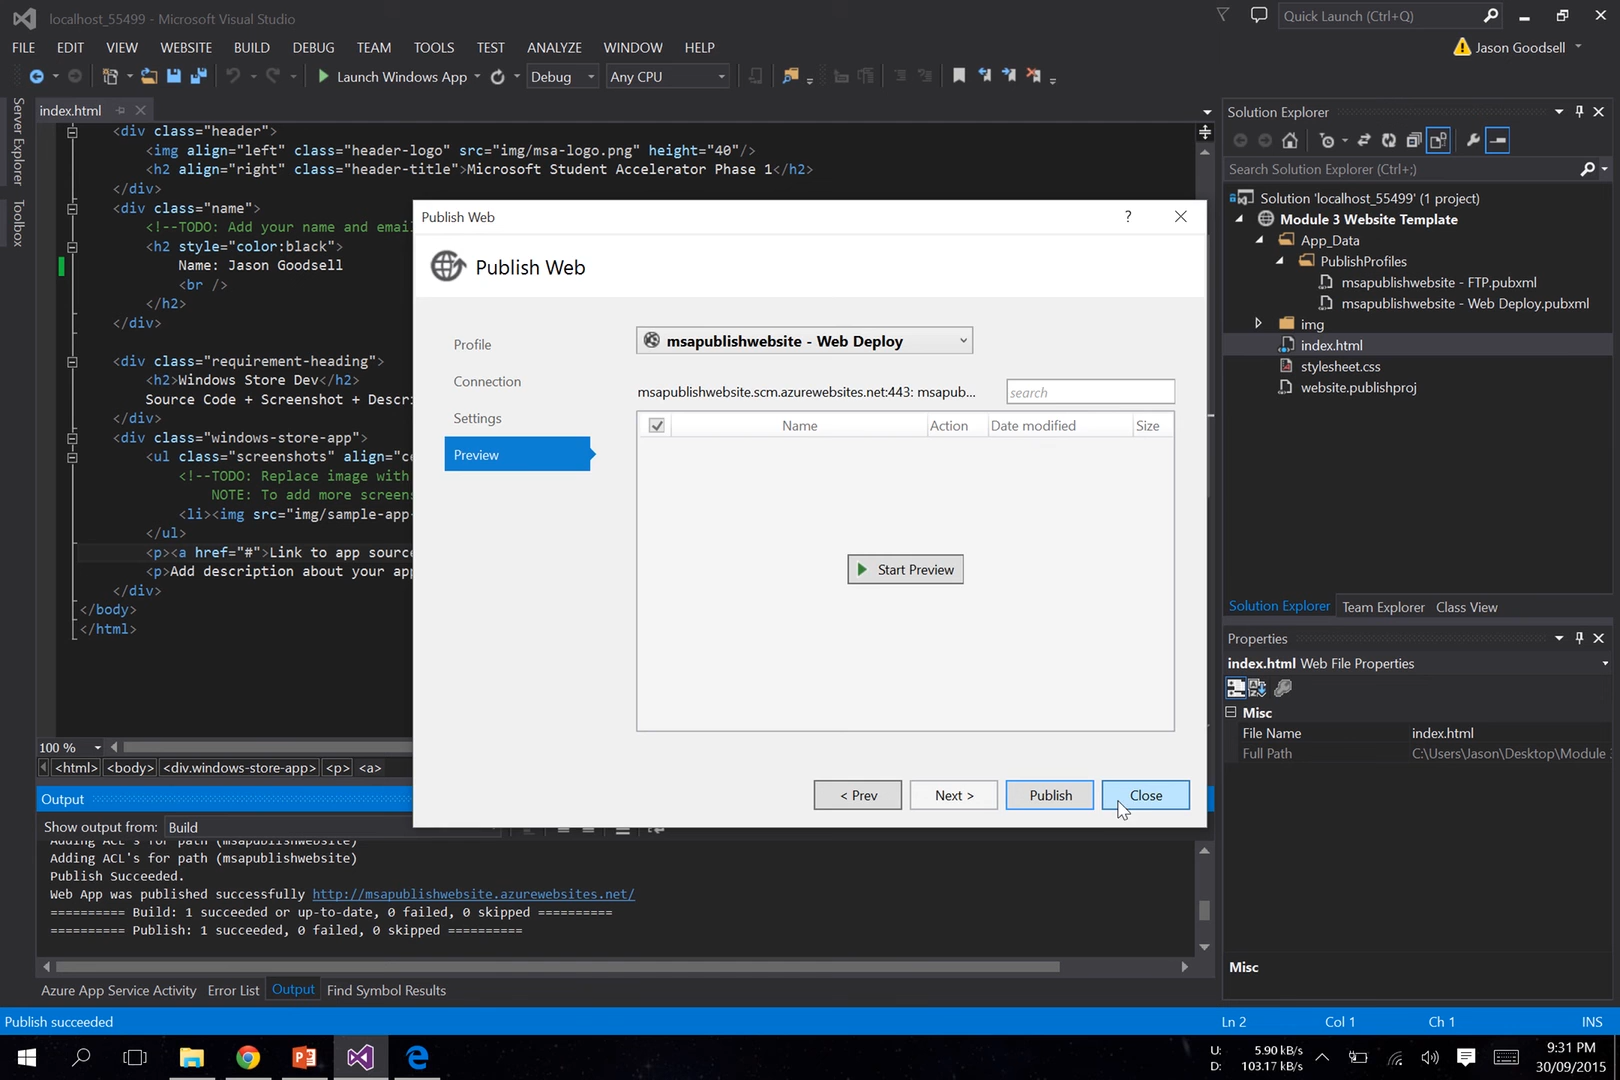 localhost_55499 - Microsoft Visual Studio
Quick Launch (Ctrl+Q)
FILE EDIT VIEW WEBSITE BUILD DEBUG TEAM TOOLS TEST ANALYZE WINDOW HELP
Jason Goodsell
Launch Windows App Debug Any CPU
Server Explorer
Toolbox
index.html
<div class="header">
<img align="left" class="header-logo" src="img/msa-logo.png" height="40"/>
<h2 align="right" class="header-title">Microsoft Student Accelerator Phase 1</h2>
</div>
<div class="name">
<!--TODO: Add your name and emai
<h2 style="color:black">
Name: Jason Goodsell
<br />
</h2>
</div>
<div class="requirement-heading">
<h2>Windows Store Dev</h2>
Source Code + Screenshot + Descri
</div>
<div class="windows-store-app">
<ul class="screenshots" align="ce
<!--TODO: Replace image with
NOTE: To add more screens
<li><img src="img/sample-app-
</ul>
<p><a href="#">Link to app source
<p>Add description about your app
</div>
</body>
</html>
100 %
<html> <body> <div.windows-store-app> <p> <a>
Publish Web
?
Publish Web
Profile
Connection
Settings
Preview
msapublishwebsite - Web Deploy
msapublishwebsite.scm.azurewebsites.net:443: msapub...
search
Name Action Date modified Size
Start Preview
< Prev Next > Publish Close
Output
Show output from: Build
Adding ACL's for path (msapublishwebsite)
Adding ACL's for path (msapublishwebsite)
Publish Succeeded.
Web App was published successfully http://msapublishwebsite.azurewebsites.net/
========== Build: 1 succeeded or up-to-date, 0 failed, 0 skipped ==========
========== Publish: 1 succeeded, 0 failed, 0 skipped ==========
Azure App Service Activity Error List Output Find Symbol Results
Solution Explorer
Search Solution Explorer (Ctrl+;)
Solution 'localhost_55499' (1 project)
Module 3 Website Template
App_Data
PublishProfiles
msapublishwebsite - FTP.pubxml
msapublishwebsite - Web Deploy.pubxml
img
index.html
stylesheet.css
website.publishproj
Solution Explorer Team Explorer Class View
Properties
index.html Web File Properties
Misc
File Name index.html
Full Path C:\Users\Jason\Desktop\Module
Misc
Publish succeeded
Ln 2 Col 1 Ch 1 INS
U: 5.90 kB/s
D: 103.17 kB/s
9:31 PM
30/09/2015